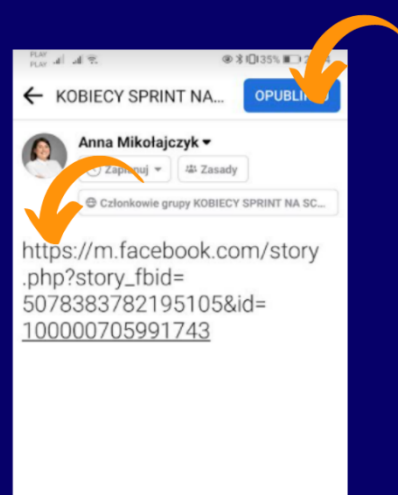 PLAY
PLAY 35%
KOBIECY SPRINT NA...
Anna Mikołajczyk
Zasady
Członkowie grupy KOBIECY SPRINT NA SC...
https://m.facebook.com/story
.php?story_fbid=
5078383782195105&id=
100000705991743